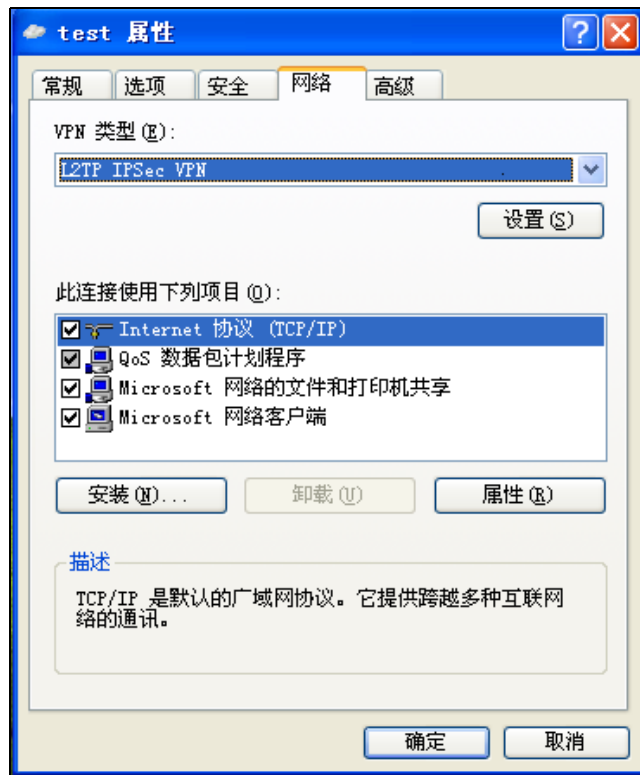 test 属性
常规 选项 安全 网络 高级
VPN 类型(E):
L2TP IPSec VPN
设置(S)
此连接使用下列项目(O):
Internet 协议 (TCP/IP)
QoS 数据包计划程序
Microsoft 网络的文件和打印机共享
Microsoft 网络客户端
安装(N)... 卸载(U) 属性(R)
描述
TCP/IP 是默认的广域网协议。它提供跨越多种互联网
络的通讯。
确定 取消